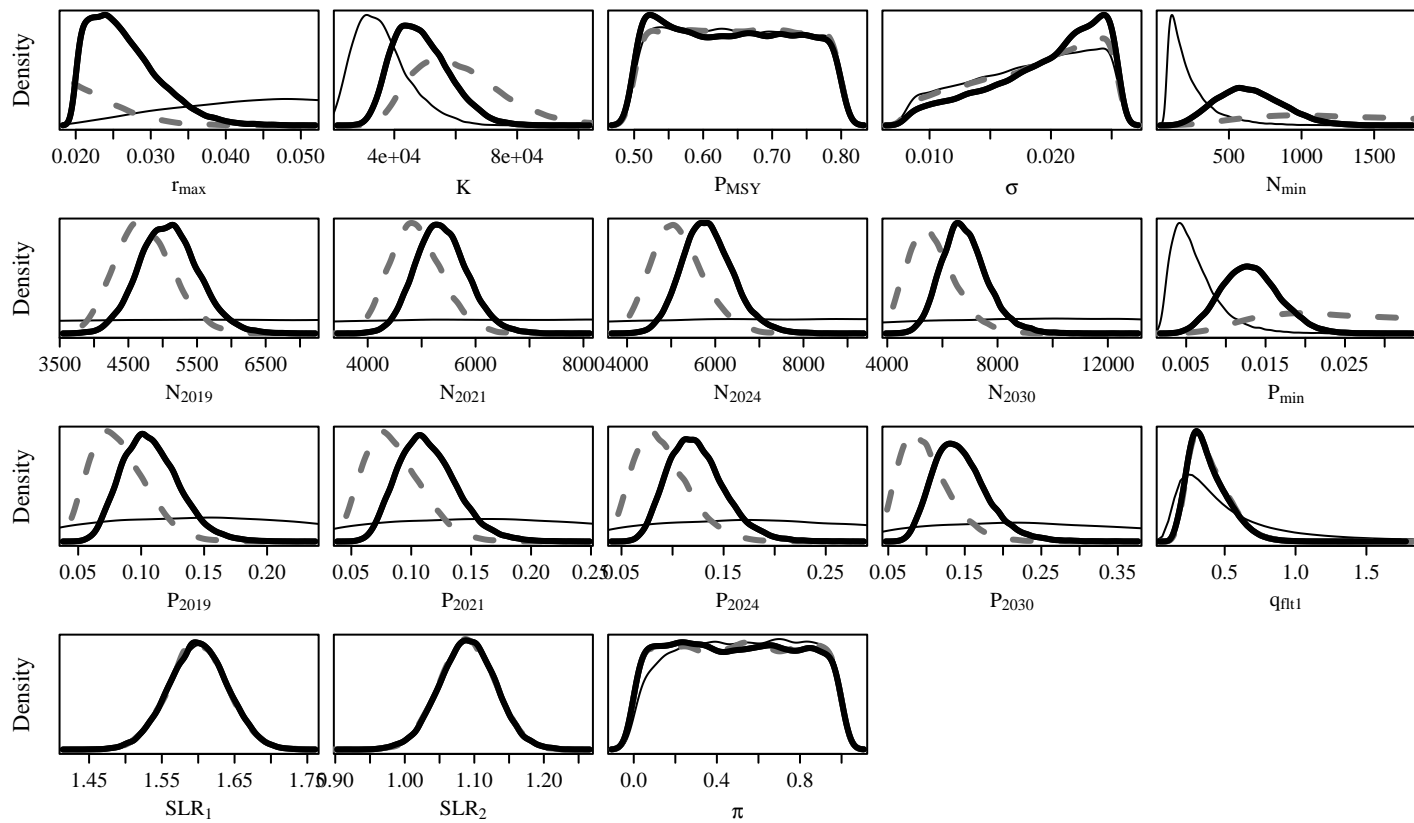 Density
0.020 0.030 0.040 0.050
4e+04 8e+04
0.50 0.60 0.70 0.80
0.010 0.020
500 1000 1500
r_max K P_MSY σ N_min
Density
3500 4500 5500 6500
4000 6000 8000
4000 6000 8000
4000 8000 12000
0.005 0.015 0.025
N_2019 N_2021 N_2024 N_2030 P_min
Density
0.05 0.10 0.15 0.20
0.05 0.10 0.15 0.20 0.25
0.05 0.15 0.25
0.05 0.15 0.25 0.35
0.5 1.0 1.5
P_2019 P_2021 P_2024 P_2030 q_flt1
Density
1.45 1.55 1.65 1.75
0.90 1.00 1.10 1.20
0.0 0.4 0.8
SLR_1 SLR_2 π